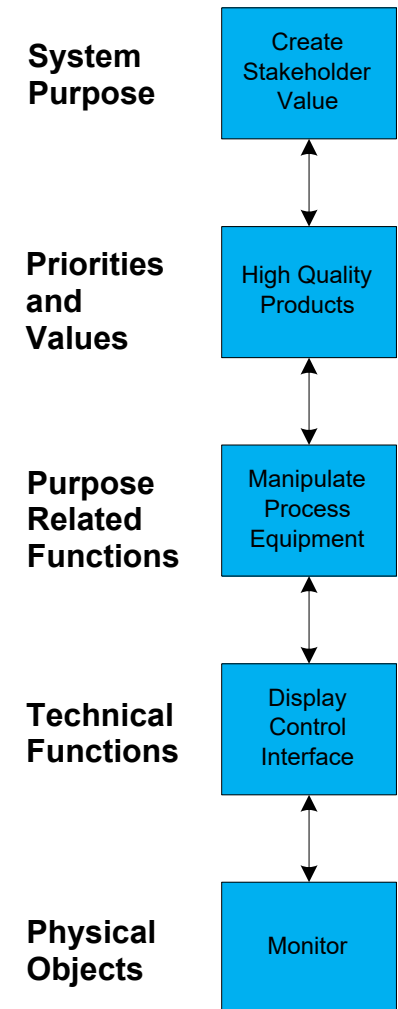 System
Purpose
Create
Stakeholder
Value
Priorities
and
Values
High Quality
Products
Purpose
Related
Functions
Manipulate
Process
Equipment
Technical
Functions
Display
Control
Interface
Physical
Objects
Monitor